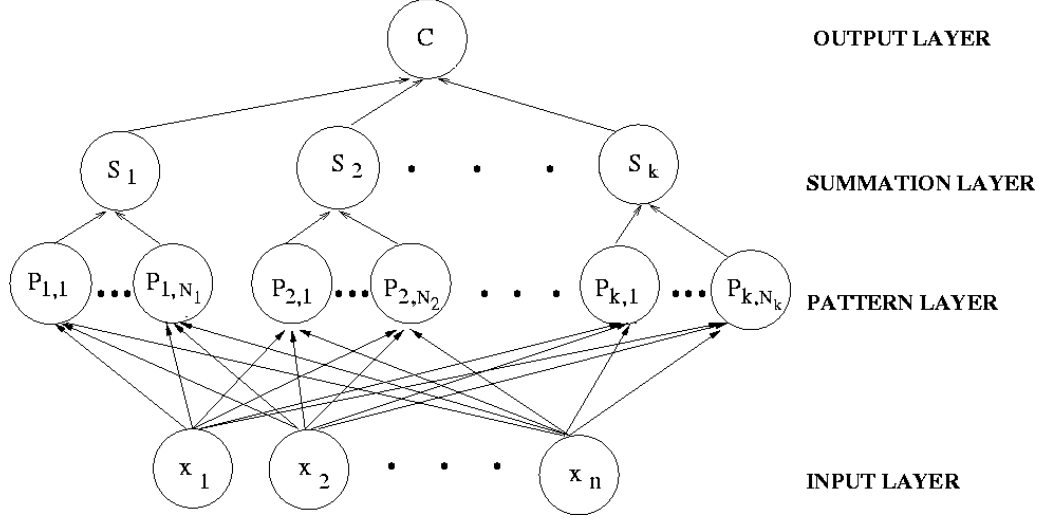 C OUTPUT LAYER
S 1 S 2 . . . S k SUMMATION LAYER
P1,1 ... P1,N1 P2,1 ... P2,N2 . . . Pk,1 ... Pk,Nk PATTERN LAYER
x 1 x 2 . . . x n INPUT LAYER